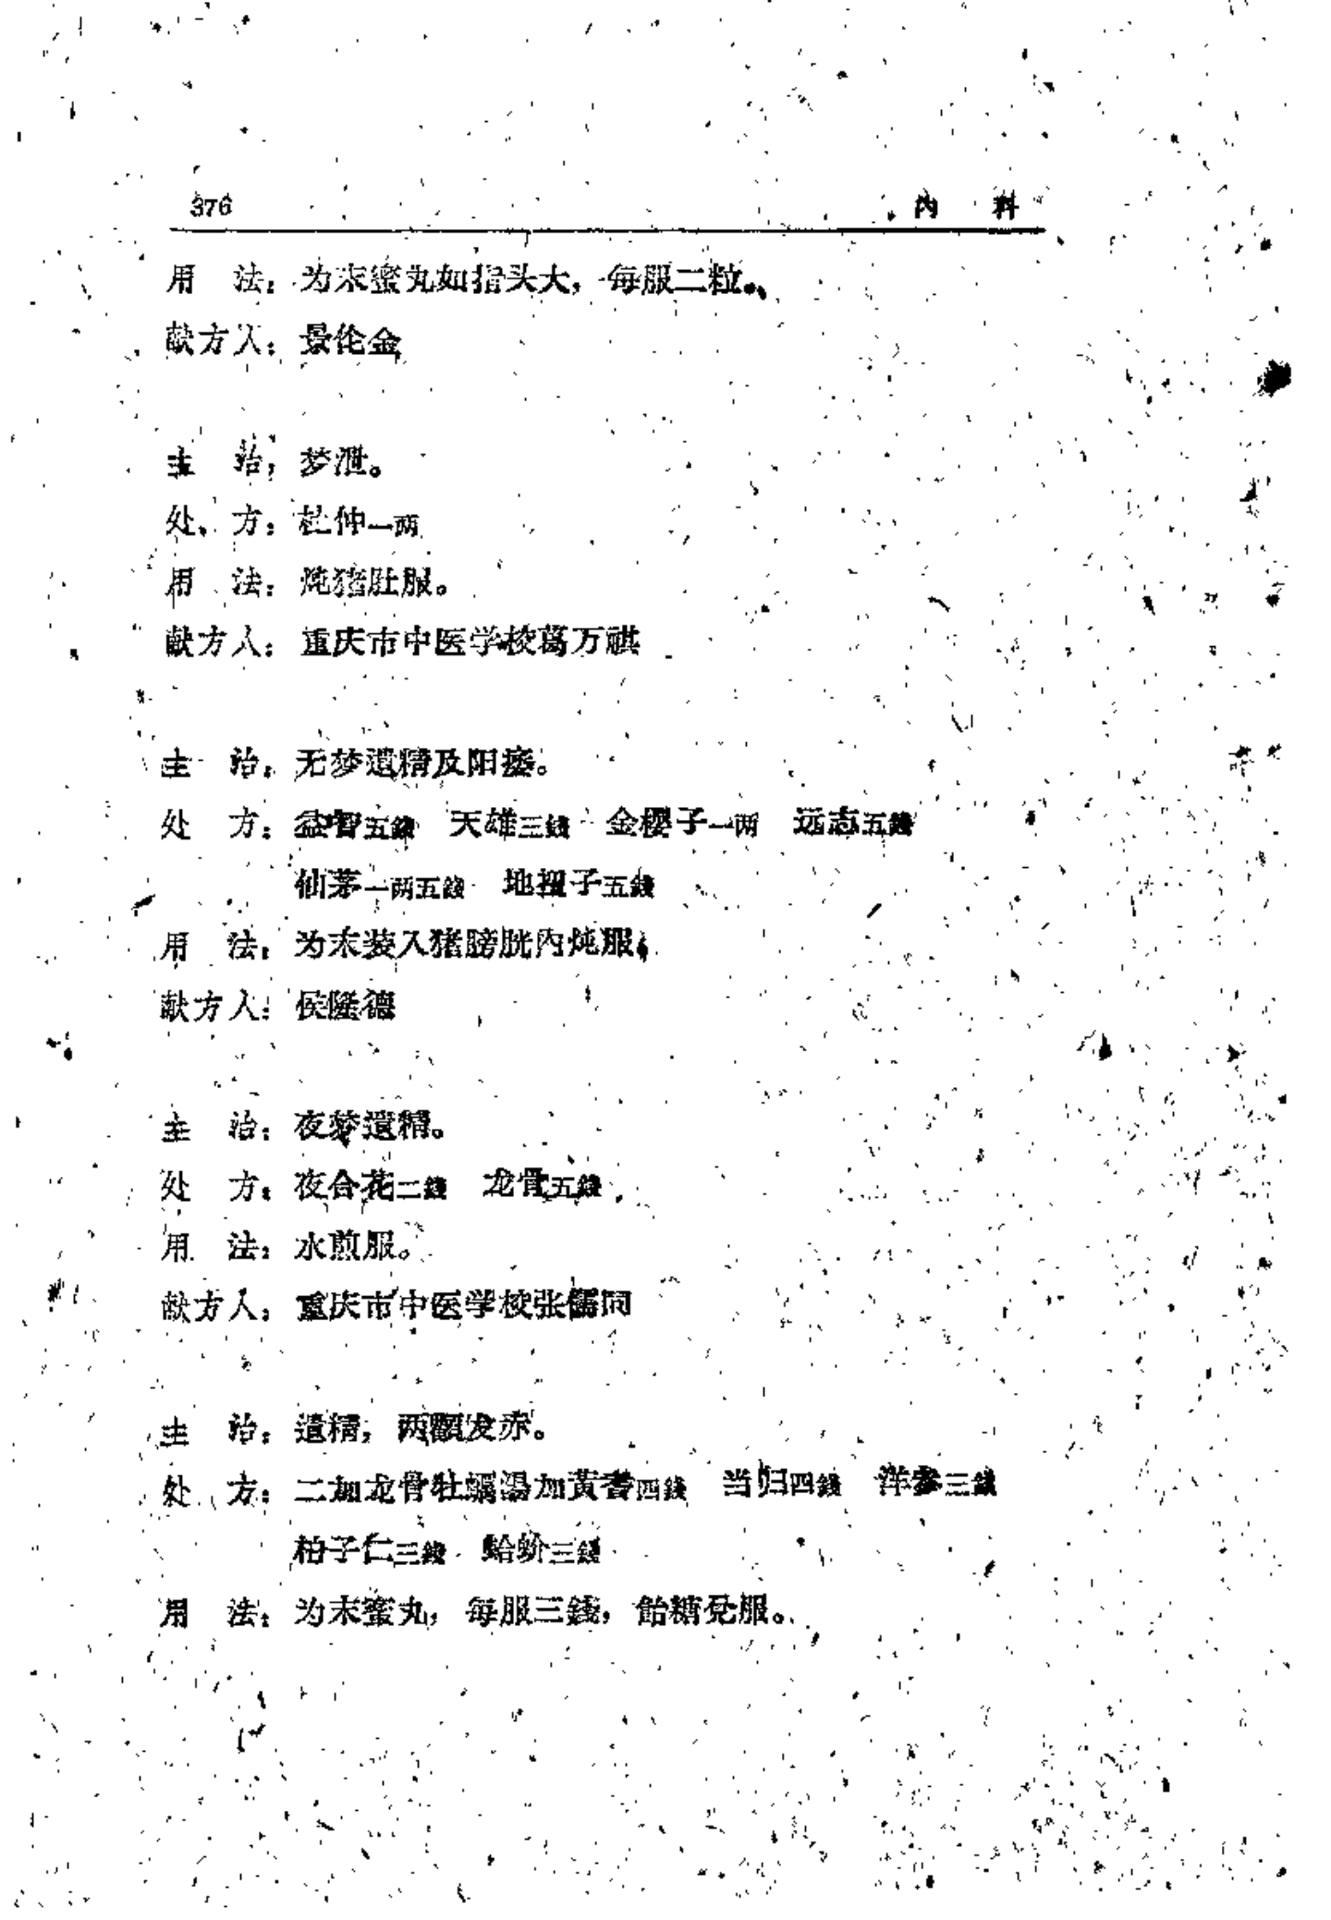 376
内 科
用 法：为末蜜丸如指头大，每服二粒。
献方人：景伦金
主 治：梦泄。
处 方：杜仲一两
用 法：炖猪肚服。
献方人：重庆市中医学校葛万祺
主 治：无梦遺精及阳痿。
处 方：益智五錢 天雄三錢 金櫻子一两 远志五錢
仙茅一两五錢 地子五錢
用 法：为末装入猪膀胱内炖服。
献方人：侯隆德
主 治：夜梦遺精。
处 方：夜合花二錢 龙骨五錢
用 法：水煎服。
献方人：重庆市中医学校张儒同
主 治：遺精，两颧发赤。
处 方：二加龙骨牡蠣湯加黄耆四錢 当归四錢 洋参三錢
柏子仁三錢 蛤蚧三錢
用 法：为末蜜丸，每服三錢，飴糖兑服。